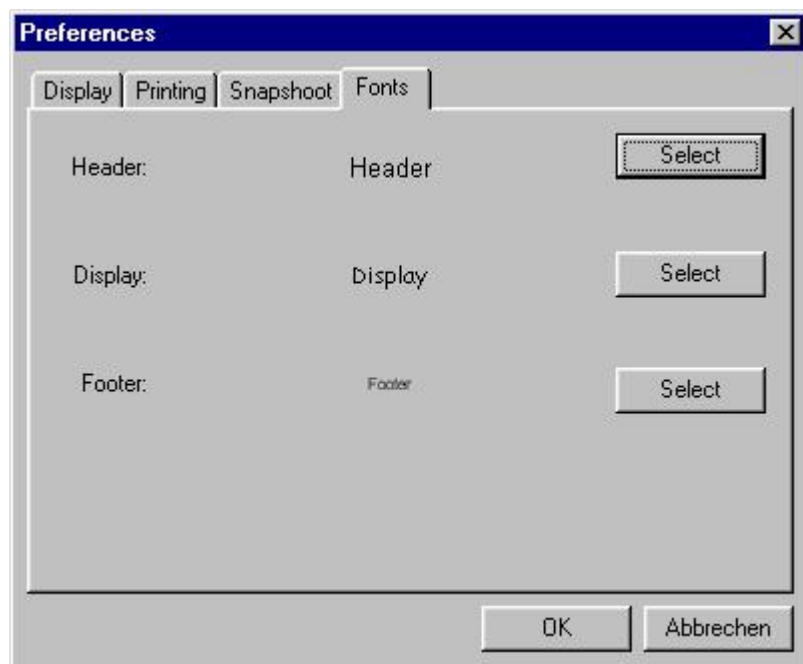 Preferences
Display Printing Snapshoot Fonts
Header: Header Select
Display: Display Select
Footer: Footer Select
OK Abbrechen